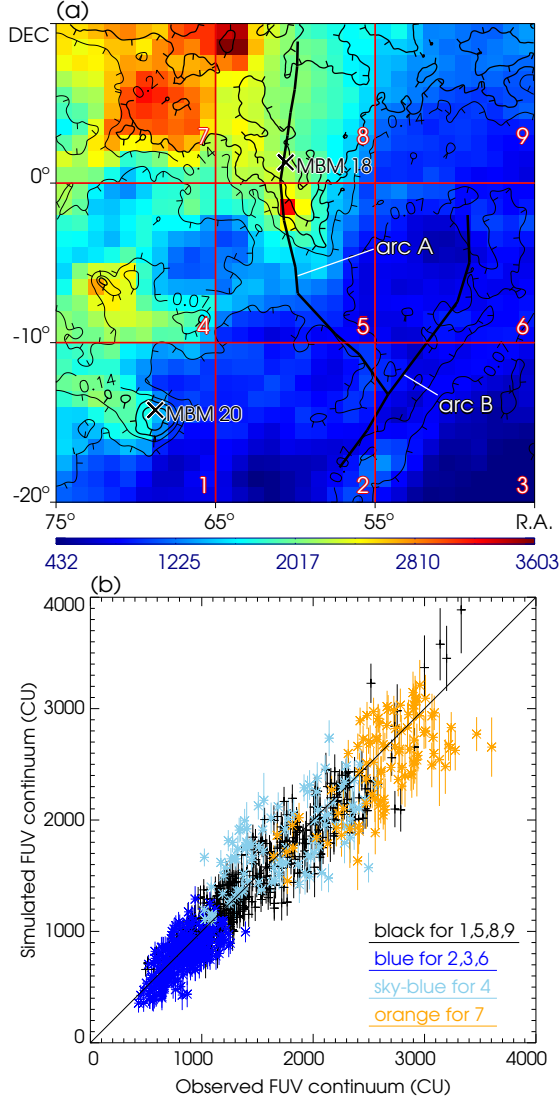 (a)
DEC
0.21
7
8
9
0.14
MBM 18
0°
0.07
arc A
0.07
4
5
6
-10°
0.14
MBM 20
arc B
0.07
1
2
3
-20°
75°
65°
55°
R.A.
432
1225
2017
2810
3603
(b)
4000
3000
2000
1000
0
Simulated FUV continuum (CU)
black for 1,5,8,9
blue for 2,3,6
sky-blue for 4
orange for 7
0
1000
2000
3000
4000
Observed FUV continuum (CU)